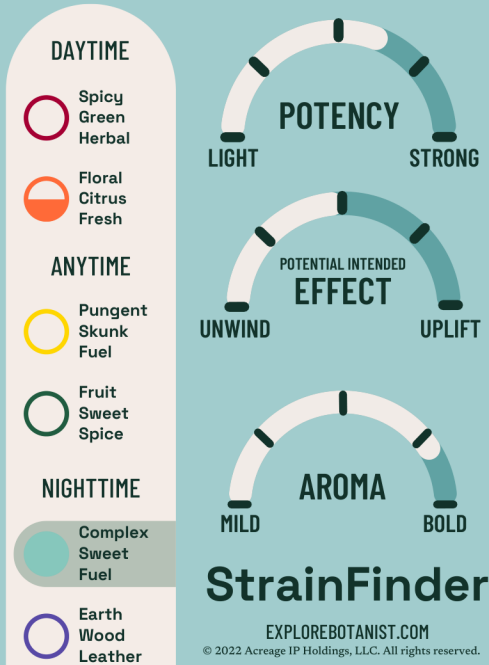 DAYTIME
Spicy
Green
Herbal
Floral
Citrus
Fresh
ANYTIME
Pungent
Skunk
Fuel
Fruit
Sweet
Spice
NIGHTTIME
Complex
Sweet
Fuel
Earth
Wood
Leather
POTENCY
LIGHT
STRONG
POTENTIAL INTENDED
EFFECT
UNWIND
UPLIFT
AROMA
MILD
BOLD
StrainFinder
EXPLOREBOTANIST.COM
© 2022 Acreage IP Holdings, LLC. All rights reserved.